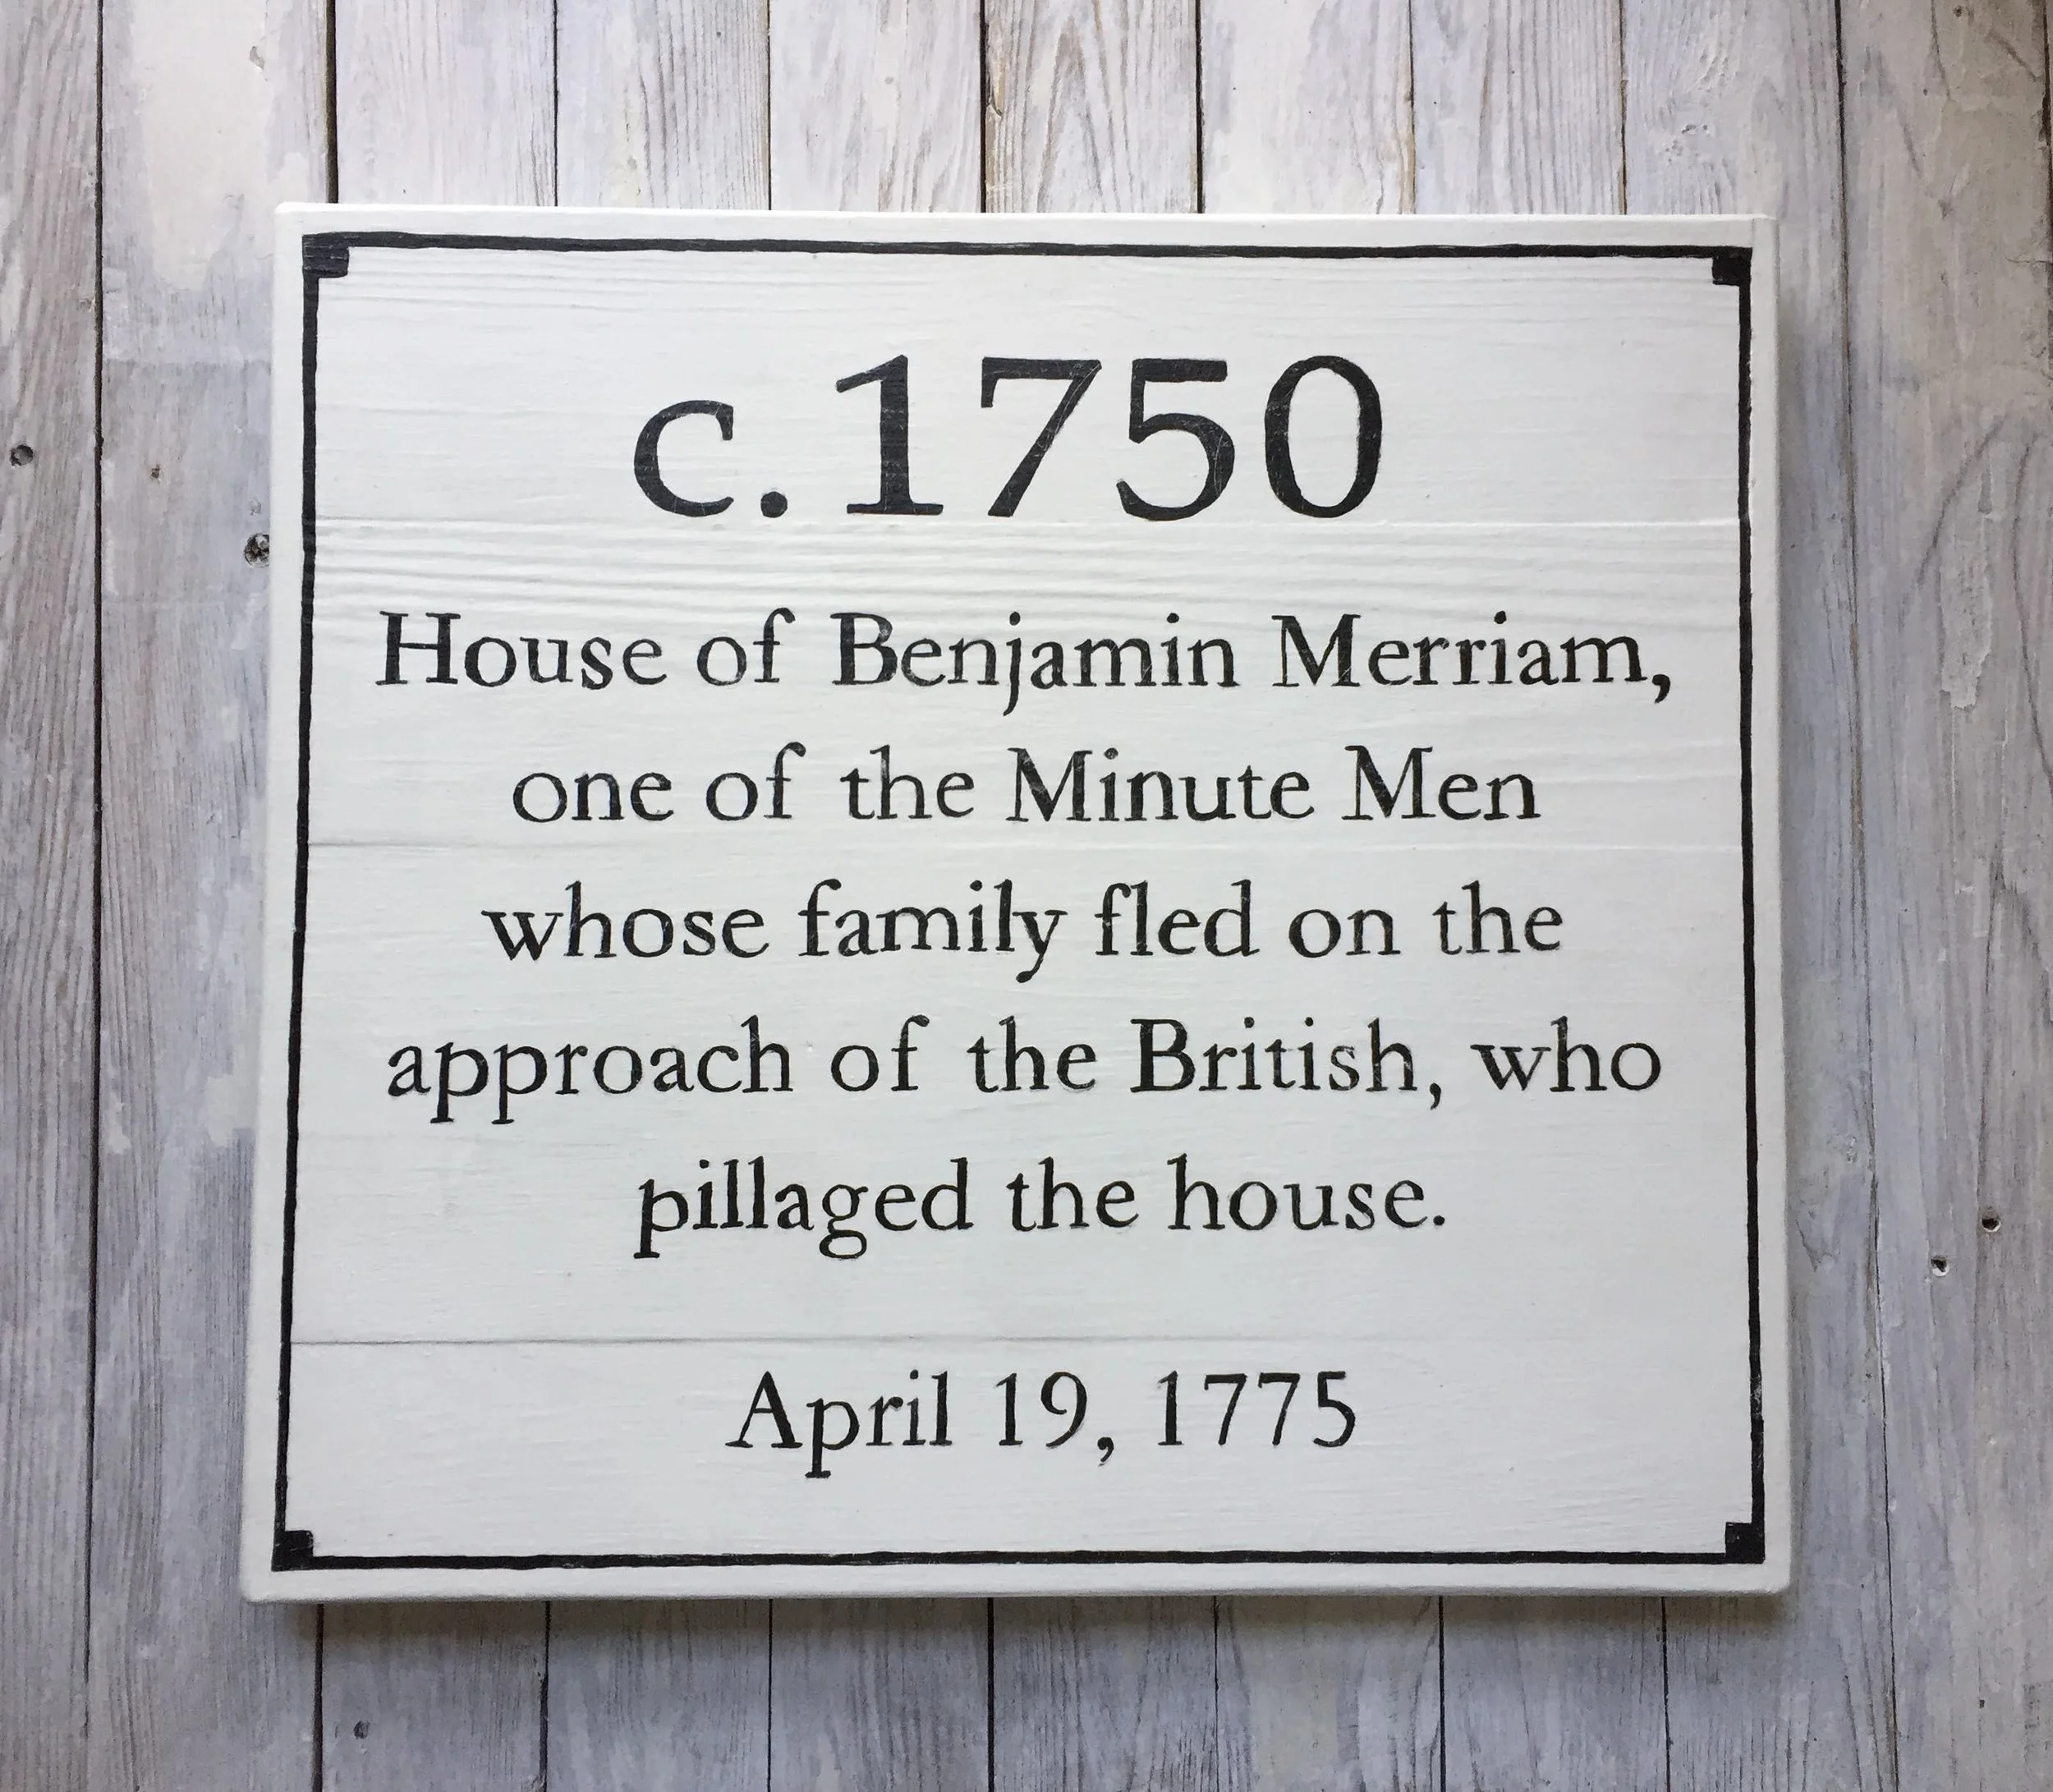 c. 1750
House of Benjamin Merriam,
one of the Minute Men
whose family fled on the
approach of the British, who
pillaged the house.
April 19, 1775